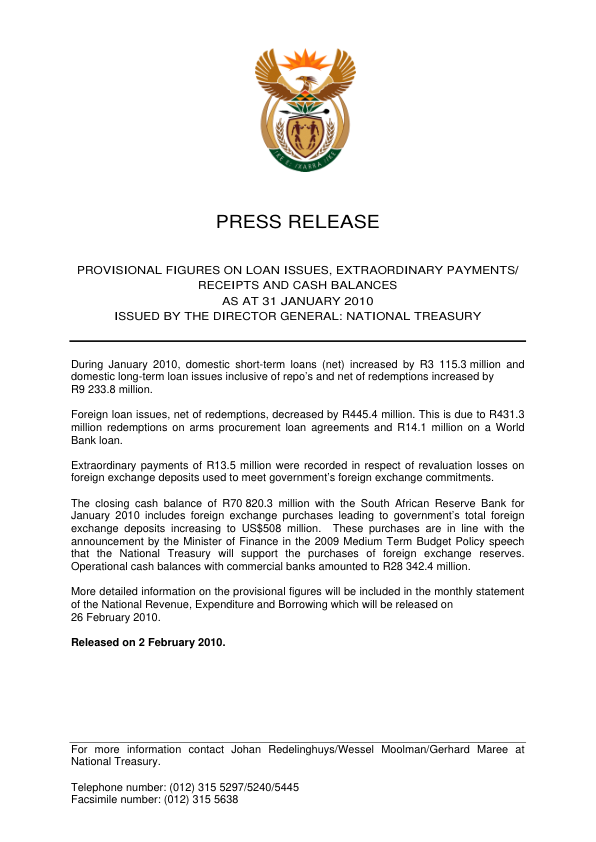 !KE E: /XARRA //KE
PRESS RELEASE
PROVISIONAL FIGURES ON LOAN ISSUES, EXTRAORDINARY PAYMENTS/
RECEIPTS AND CASH BALANCES
AS AT 31 JANUARY 2010
ISSUED BY THE DIRECTOR GENERAL: NATIONAL TREASURY
During January 2010, domestic short-term loans (net) increased by R3 115.3 million and
domestic long-term loan issues inclusive of repo's and net of redemptions increased by
R9 233.8 million.
Foreign loan issues, net of redemptions, decreased by R445.4 million. This is due to R431.3
million redemptions on arms procurement loan agreements and R14.1 million on a World
Bank loan.
Extraordinary payments of R13.5 million were recorded in respect of revaluation losses on
foreign exchange deposits used to meet government's foreign exchange commitments.
The closing cash balance of R70 820.3 million with the South African Reserve Bank for
January 2010 includes foreign exchange purchases leading to government's total foreign
exchange deposits increasing to US$508 million. These purchases are in line with the
announcement by the Minister of Finance in the 2009 Medium Term Budget Policy speech
that the National Treasury will support the purchases of foreign exchange reserves.
Operational cash balances with commercial banks amounted to R28 342.4 million.
More detailed information on the provisional figures will be included in the monthly statement
of the National Revenue, Expenditure and Borrowing which will be released on
26 February 2010.
Released on 2 February 2010.
For more information contact Johan Redelinghuys/Wessel Moolman/Gerhard Maree at
National Treasury.
Telephone number: (012) 315 5297/5240/5445
Facsimile number: (012) 315 5638